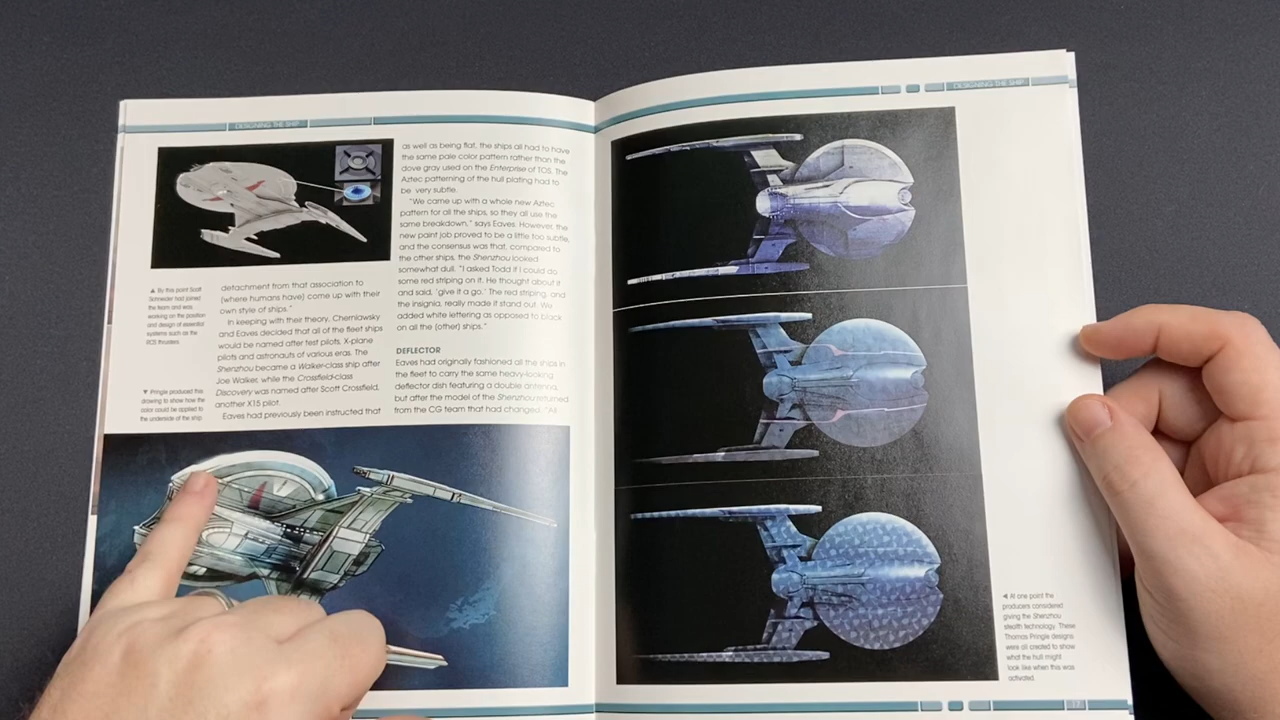 DESIGNING THE SHIP
▲ By this point Scott
Schneider had joined
the team and was
working on the position
and design of essential
systems such as the
RCS thrusters.
▼ Pringle produced this
drawing to show how the
color could be applied to
the underside of the ship.
detachment from that association to
(where humans have) come up with their
own style of ships."
In keeping with their theory, Cherniawsky
and Eaves decided that all of the fleet ships
would be named after test pilots, X-plane
pilots and astronauts of various eras. The
Shenzhou became a Walker-class ship after
Joe Walker, while the Crossfield-class
Discovery was named after Scott Crossfield,
another X15 pilot.
Eaves had previously been instructed that
as well as being flat, the ships all had to have
the same pale color pattern rather than the
dove gray used on the Enterprise of TOS. The
Aztec patterning of the hull plating had to
be very subtle.
"We came up with a whole new Aztec
pattern for all the ships, so they all use the
same breakdown," says Eaves. However, the
new paint job proved to be a little too subtle,
and the consensus was that, compared to
the other ships, the Shenzhou looked
somewhat dull. "I asked Todd if I could do
some red striping on it. He thought about it
and said, 'give it a go.' The red striping, and
the insignia, really made it stand out. We
added white lettering as opposed to black
on all the (other) ships."
DEFLECTOR
Eaves had originally fashioned all the ships in
the fleet to carry the same heavy-looking
deflector dish featuring a double antenna,
but after the model of the Shenzhou returned
from the CG team that had changed. "All
DESIGNING THE SHIP
◀ At one point the
producers considered
giving the Shenzhou
stealth technology. These
Thomas Pringle designs
were all created to show
what the hull might
look like when this was
activated.
17